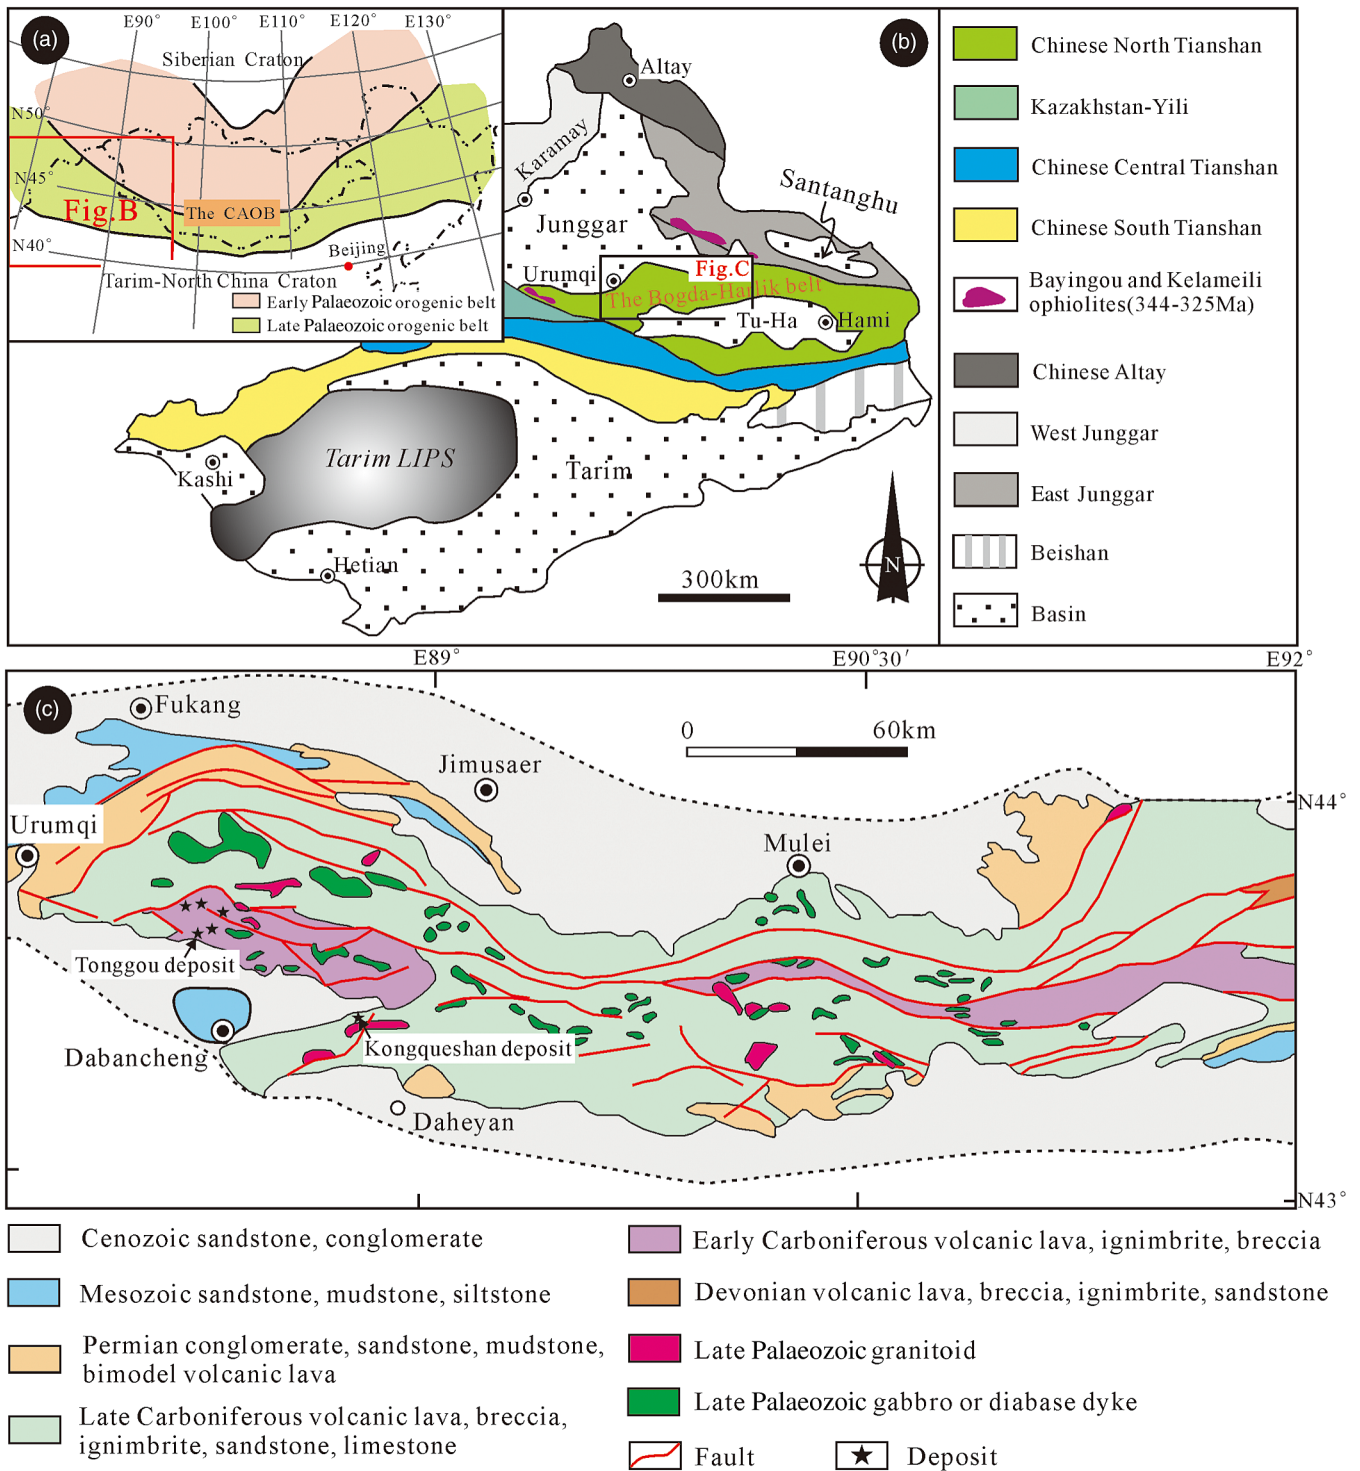 (a)
E90° E100° E110° E120° E130°
Siberian Craton
N50°
N45°
Fig.B
The CAOB
N40°
Beijing
Tarim-North China Craton
Early Palaeozoic orogenic belt
Late Palaeozoic orogenic belt
(b)
Altay
Karamay
Santanghu
Junggar
Urumqi
Fig.C
The Bogda-Harlik belt
Tu-Ha
Hami
Tarim LIPS
Tarim
Kashi
Hetian
300km
N
Chinese North Tianshan
Kazakhstan-Yili
Chinese Central Tianshan
Chinese South Tianshan
Bayingou and Kelameili
ophiolites(344-325Ma)
Chinese Altay
West Junggar
East Junggar
Beishan
Basin
E89° E90°30′ E92°
(c)
Fukang
0 60km
Jimusaer
N44°
Urumqi
Mulei
Tonggou deposit
Dabancheng
Kongqueshan deposit
Daheyan
N43°
Cenozoic sandstone, conglomerate
Mesozoic sandstone, mudstone, siltstone
Permian conglomerate, sandstone, mudstone,
bimodel volcanic lava
Late Carboniferous volcanic lava, breccia,
ignimbrite, sandstone, limestone
Early Carboniferous volcanic lava, ignimbrite, breccia
Devonian volcanic lava, breccia, ignimbrite, sandstone
Late Palaeozoic granitoid
Late Palaeozoic gabbro or diabase dyke
Fault
Deposit